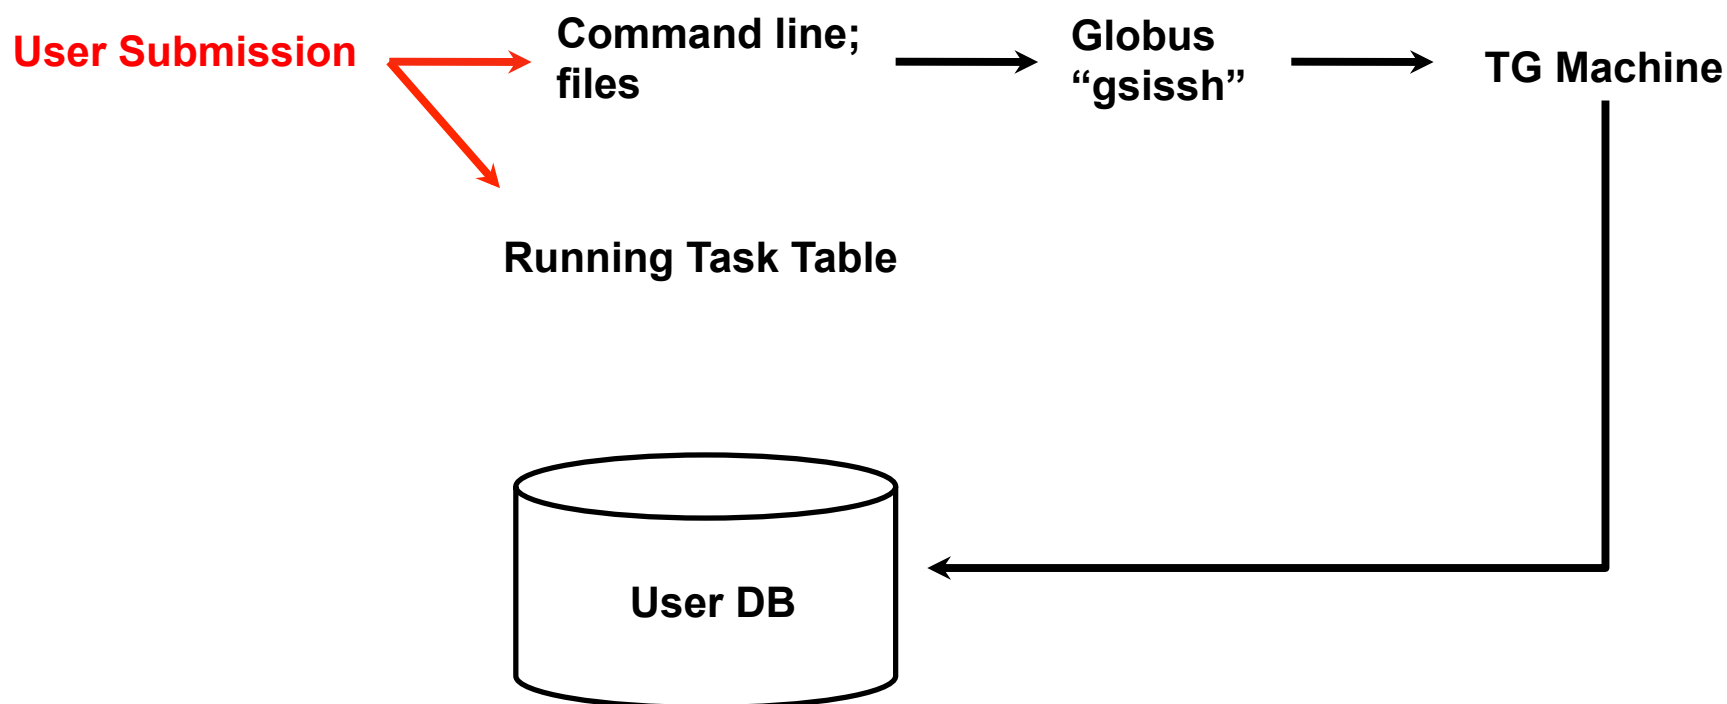 User Submission
Command line;
files
Globus
“gsissh”
TG Machine
Running Task Table
User DB